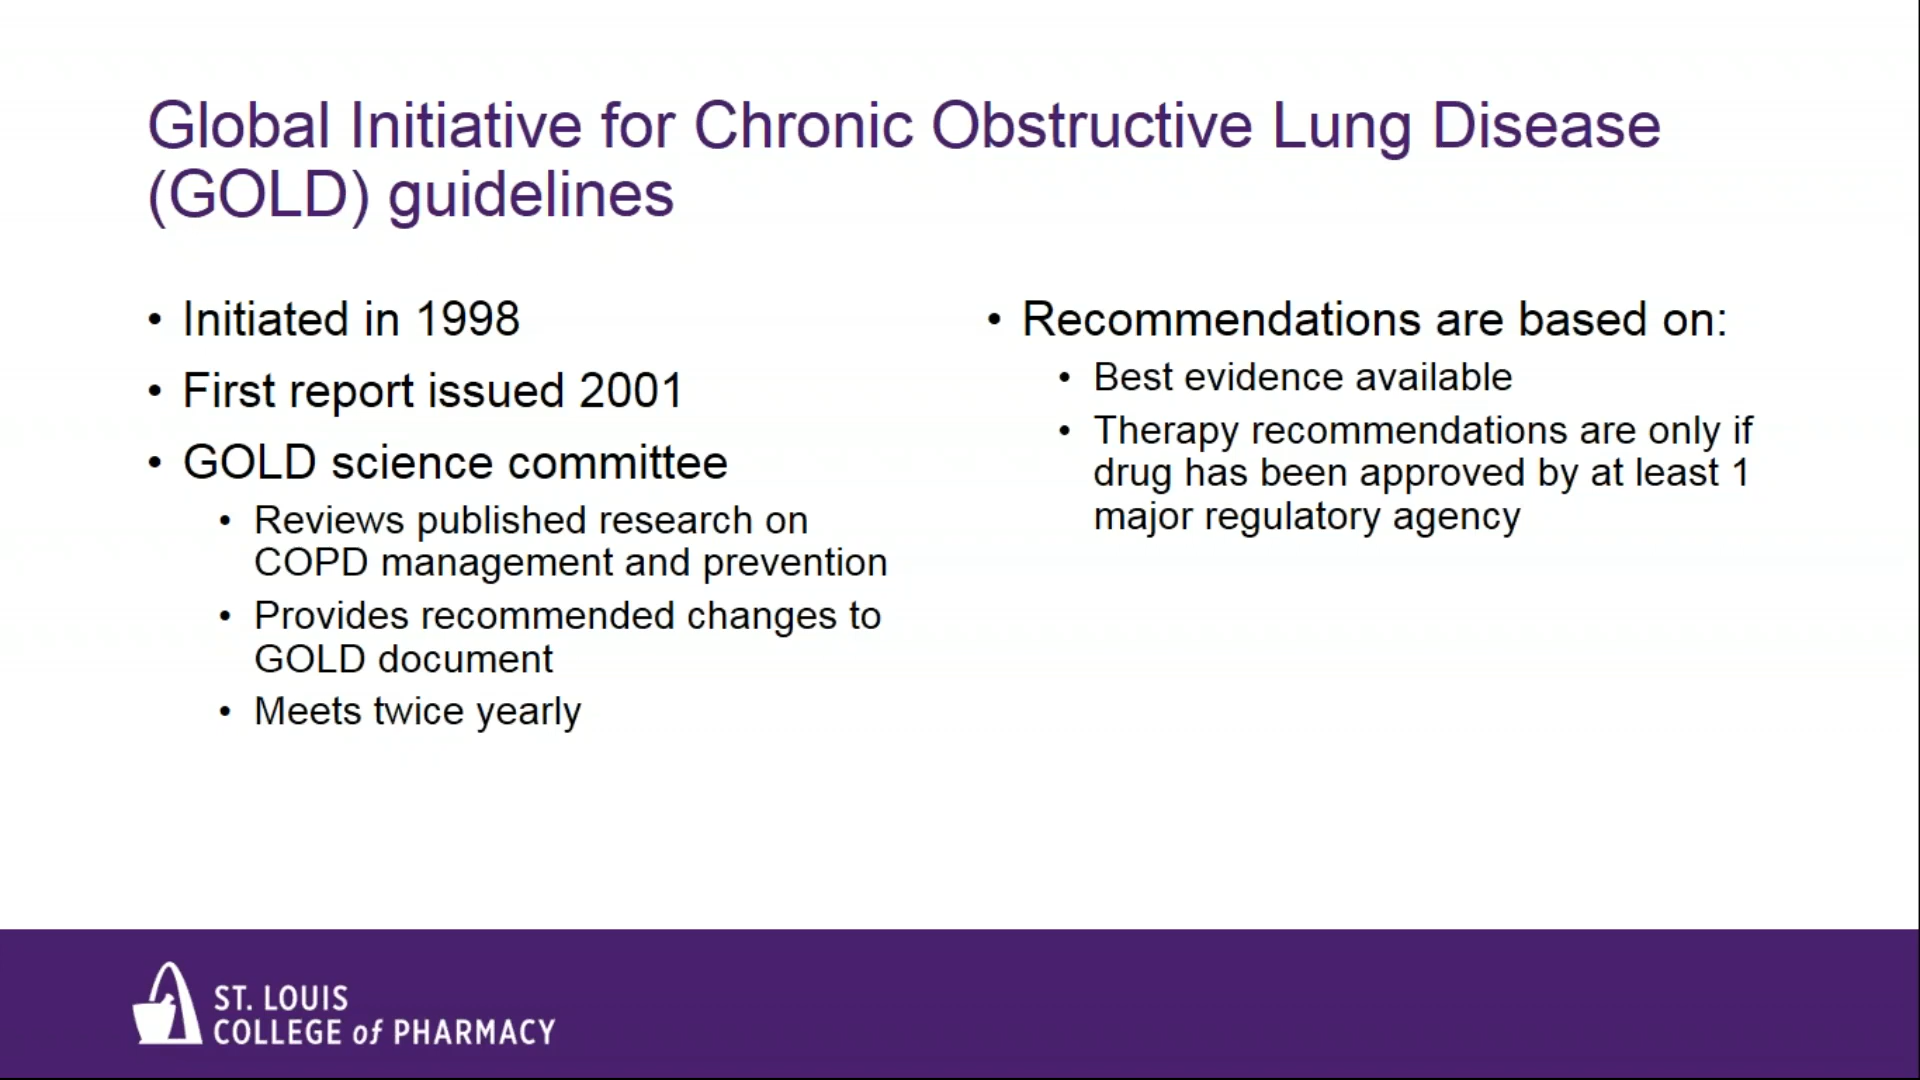 Global Initiative for Chronic Obstructive Lung Disease
(GOLD) guidelines
• Initiated in 1998
• First report issued 2001
• GOLD science committee
• Reviews published research on
COPD management and prevention
• Provides recommended changes to
GOLD document
• Meets twice yearly
• Recommendations are based on:
• Best evidence available
• Therapy recommendations are only if
drug has been approved by at least 1
major regulatory agency
ST. LOUIS
COLLEGE of PHARMACY